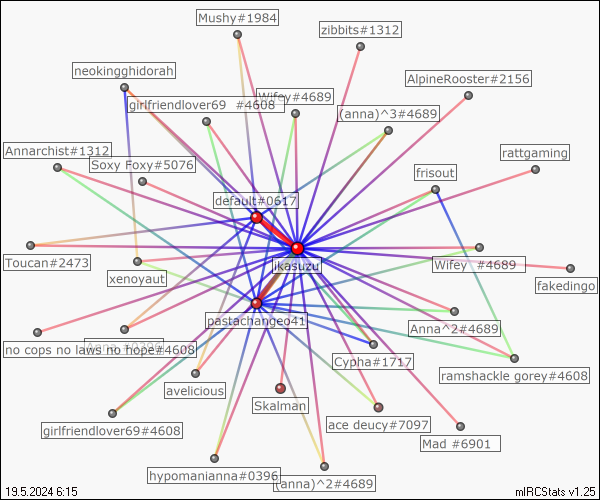 Mushy#1984
zibbits#1312
neokingghidorah
AlpineRooster#2156
Wifey#4689
girlfriendlover69 #4608
(anna)^3#4689
Annarchist#1312
rattgaming
Soxy Foxy#5076
frisout
default#0617
Toucan#2473
ikasuzu
Wifey #4689
xenoyaut
fakedingo
pastachangeo41
Anna^2#4689
no cops no laws no hope#4608
Cypha#1717
ramshackle gorey#4608
avelicious
Skalman
ace deucy#7097
girlfriendlover69#4608
Mad #6901
hypomanianna#0396
(anna)^2#4689
19.5.2024 6:15
mIRCStats v1.25